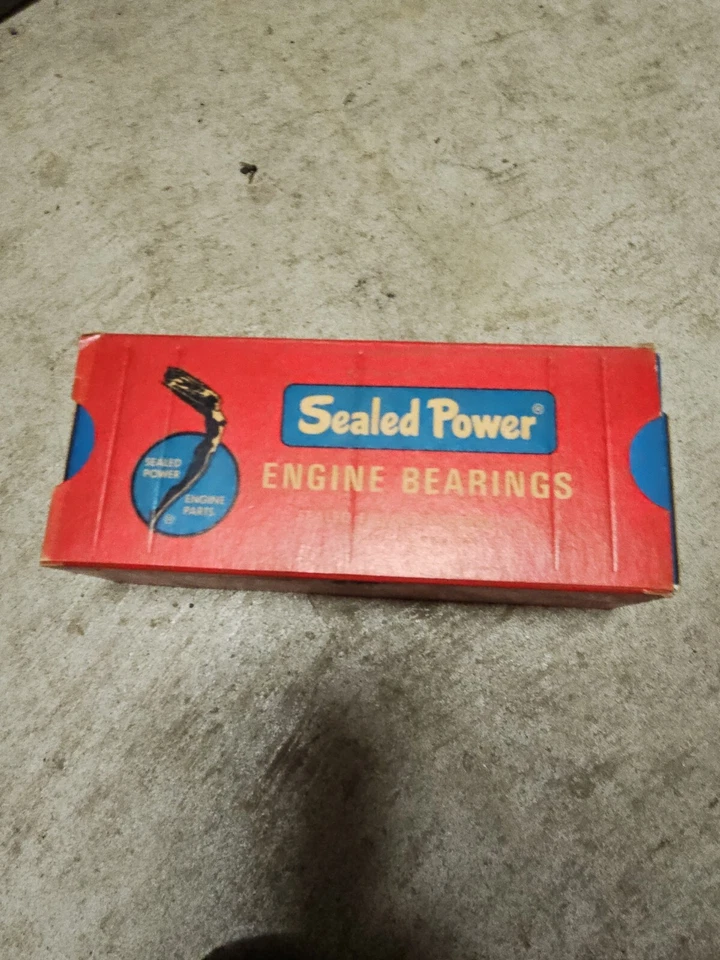 Sealed Power®
ENGINE BEARINGS
SEALED
POWER
ENGINE
PARTS
®